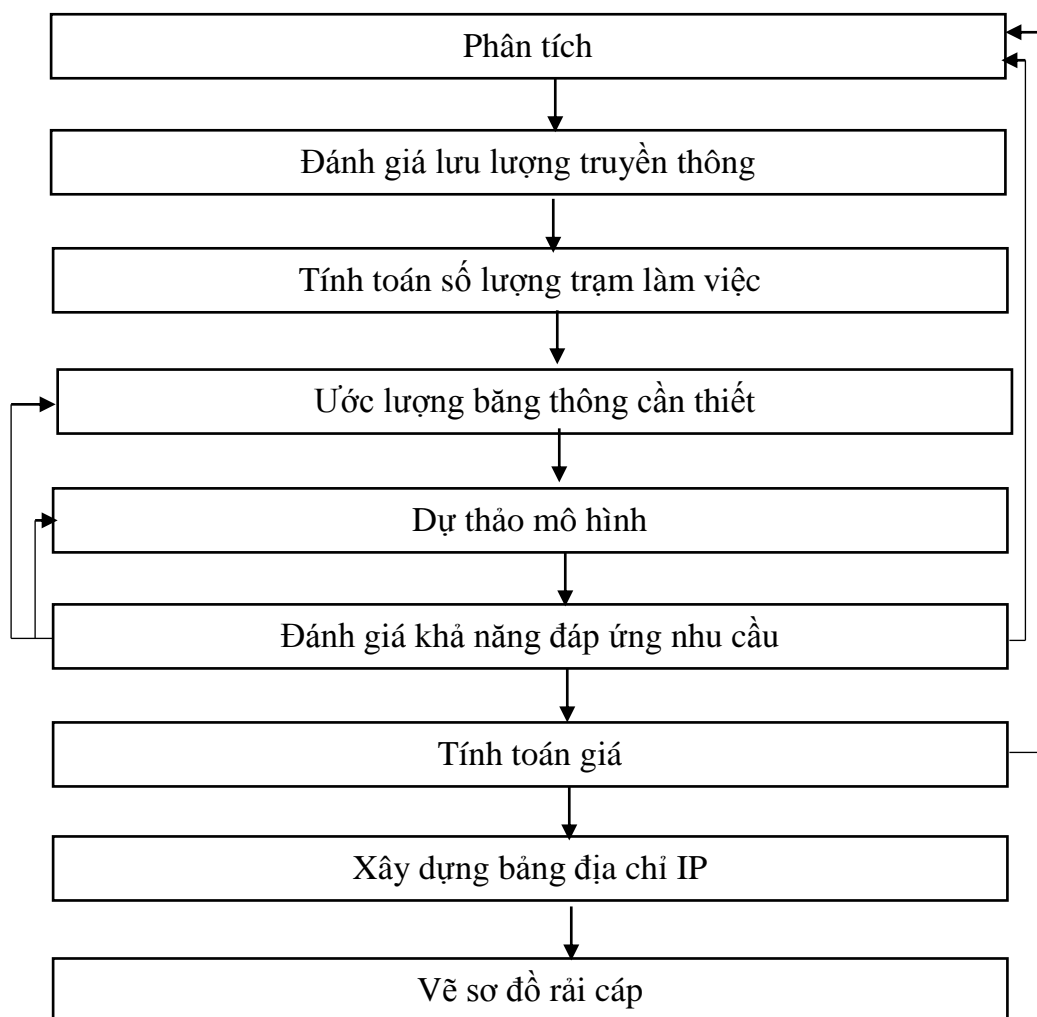 Phân tích
Đánh giá lưu lượng truyền thông
Tính toán số lượng trạm làm việc
Ước lượng băng thông cần thiết
Dự thảo mô hình
Đánh giá khả năng đáp ứng nhu cầu
Tính toán giá
Xây dựng bảng địa chỉ IP
Vẽ sơ đồ rải cáp